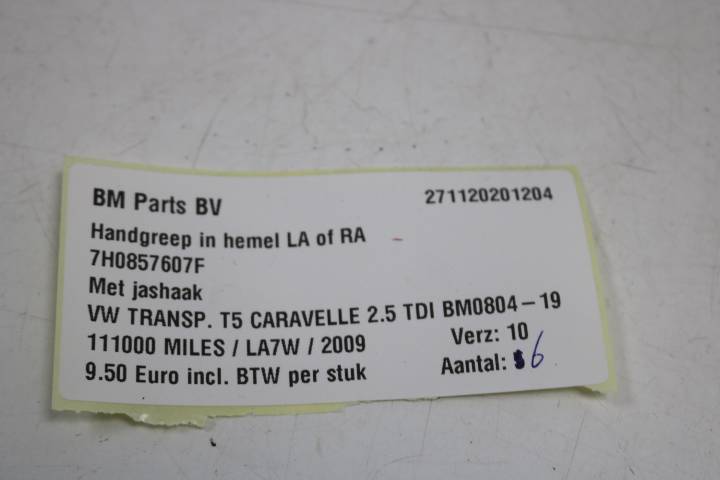 BM Parts BV 271120201204
Handgreep in hemel LA of RA
7H0857607F
Met jashaak
VW TRANSP. T5 CARAVELLE 2.5 TDI BM0804-19
111000 MILES / LA7W / 2009 Verz: 10
9.50 Euro incl. BTW per stuk Aantal: 6